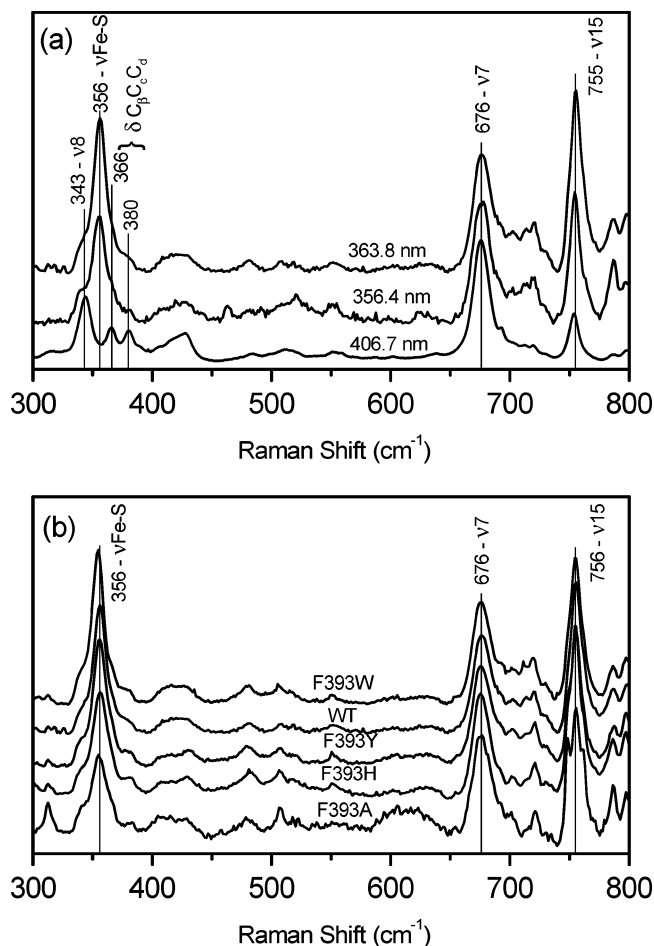 (a)
343 - ν8
356 - νFe-S
366
380
} δ CβCcCd
676 - ν7
755 - ν15
363.8 nm
356.4 nm
406.7 nm
300 400 500 600 700 800
Raman Shift (cm⁻¹)
(b)
356 - νFe-S
676 - ν7
756 - ν15
F393W
WT
F393Y
F393H
F393A
300 400 500 600 700 800
Raman Shift (cm⁻¹)